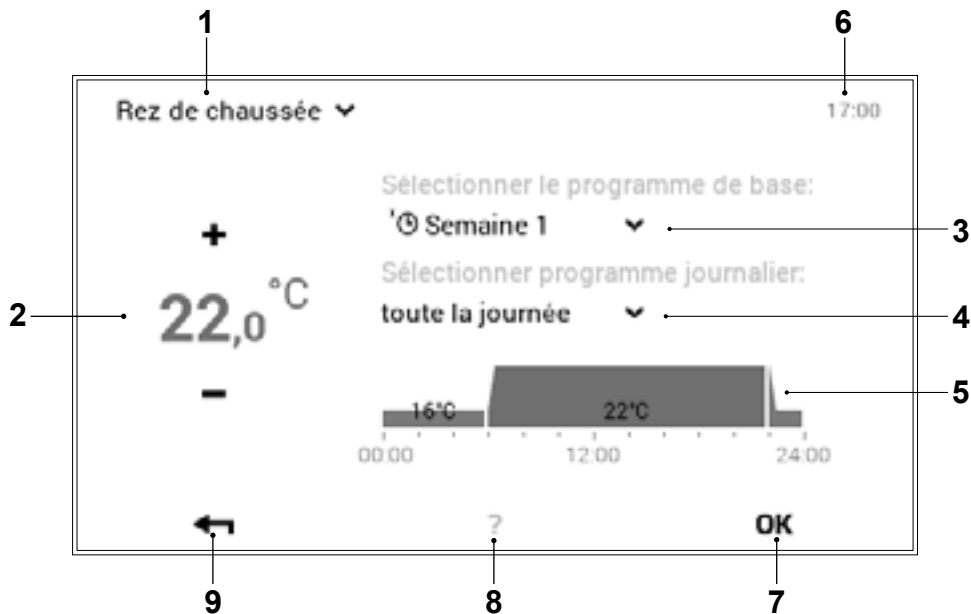 1 6
Rez de chaussée 17:00
Sélectionner le programme de base:
+ Semaine 1 3
Sélectionner programme journalier:
2 22,0 °C toute la journée 4
- 16°C 22°C 5
00:00 12:00 24:00
? OK
9 8 7